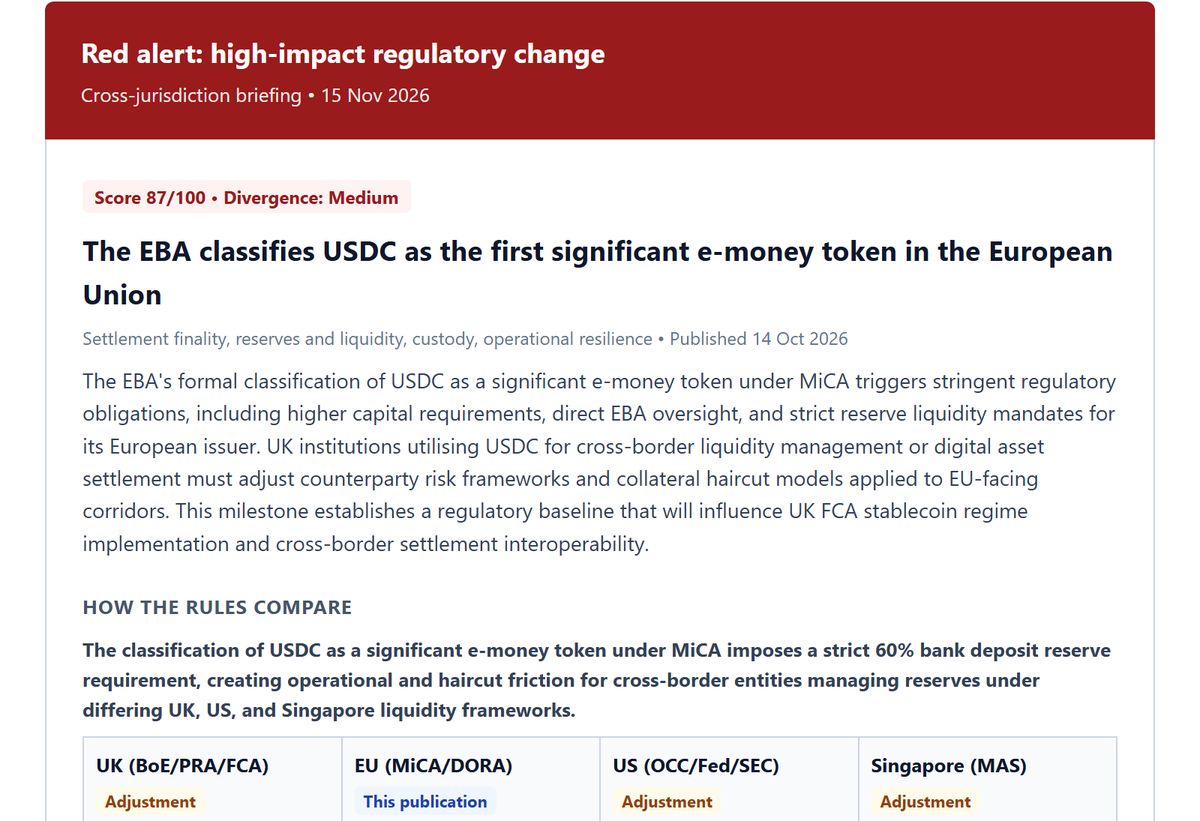 Red alert: high-impact regulatory change
Cross-jurisdiction briefing • 15 Nov 2026
Score 87/100 • Divergence: Medium
The EBA classifies USDC as the first significant e-money token in the European
Union
Settlement finality, reserves and liquidity, custody, operational resilience • Published 14 Oct 2026
The EBA's formal classification of USDC as a significant e-money token under MiCA triggers stringent regulatory
obligations, including higher capital requirements, direct EBA oversight, and strict reserve liquidity mandates for
its European issuer. UK institutions utilising USDC for cross-border liquidity management or digital asset
settlement must adjust counterparty risk frameworks and collateral haircut models applied to EU-facing
corridors. This milestone establishes a regulatory baseline that will influence UK FCA stablecoin regime
implementation and cross-border settlement interoperability.
HOW THE RULES COMPARE
The classification of USDC as a significant e-money token under MiCA imposes a strict 60% bank deposit reserve
requirement, creating operational and haircut friction for cross-border entities managing reserves under
differing UK, US, and Singapore liquidity frameworks.
UK (BoE/PRA/FCA)
Adjustment
EU (MiCA/DORA)
This publication
US (OCC/Fed/SEC)
Adjustment
Singapore (MAS)
Adjustment